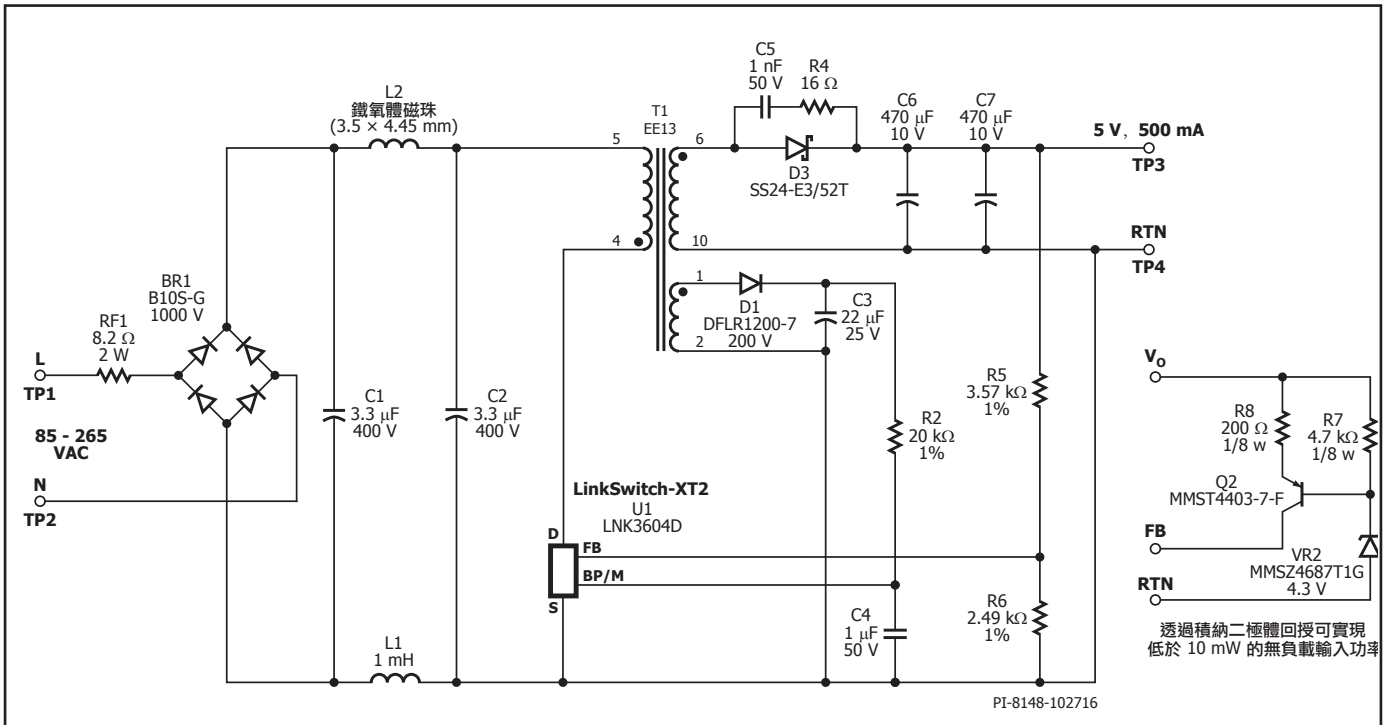 L2
鐵氧體磁珠
(3.5 × 4.45 mm)
C5
1 nF
50 V
R4
16 Ω
T1
EE13
5
4
6
10
1
2
D3
SS24-E3/52T
C6
470 μF
10 V
C7
470 μF
10 V
5 V，500 mA
TP3
RTN
TP4
BR1
B10S-G
1000 V
RF1
8.2 Ω
2 W
L
TP1
85 - 265
VAC
N
TP2
C1
3.3 μF
400 V
C2
3.3 μF
400 V
D1
DFLR1200-7
200 V
C3
22 μF
25 V
R2
20 kΩ
1%
R5
3.57 kΩ
1%
LinkSwitch-XT2
U1
LNK3604D
D
FB
BP/M
S
C4
1 μF
50 V
R6
2.49 kΩ
1%
L1
1 mH
VO
R8
200 Ω
1/8 w
R7
4.7 kΩ
1/8 w
Q2
MMST4403-7-F
FB
VR2
MMSZ4687T1G
4.3 V
RTN
透過積納二極體回授可實現
低於 10 mW 的無負載輸入功率
PI-8148-102716